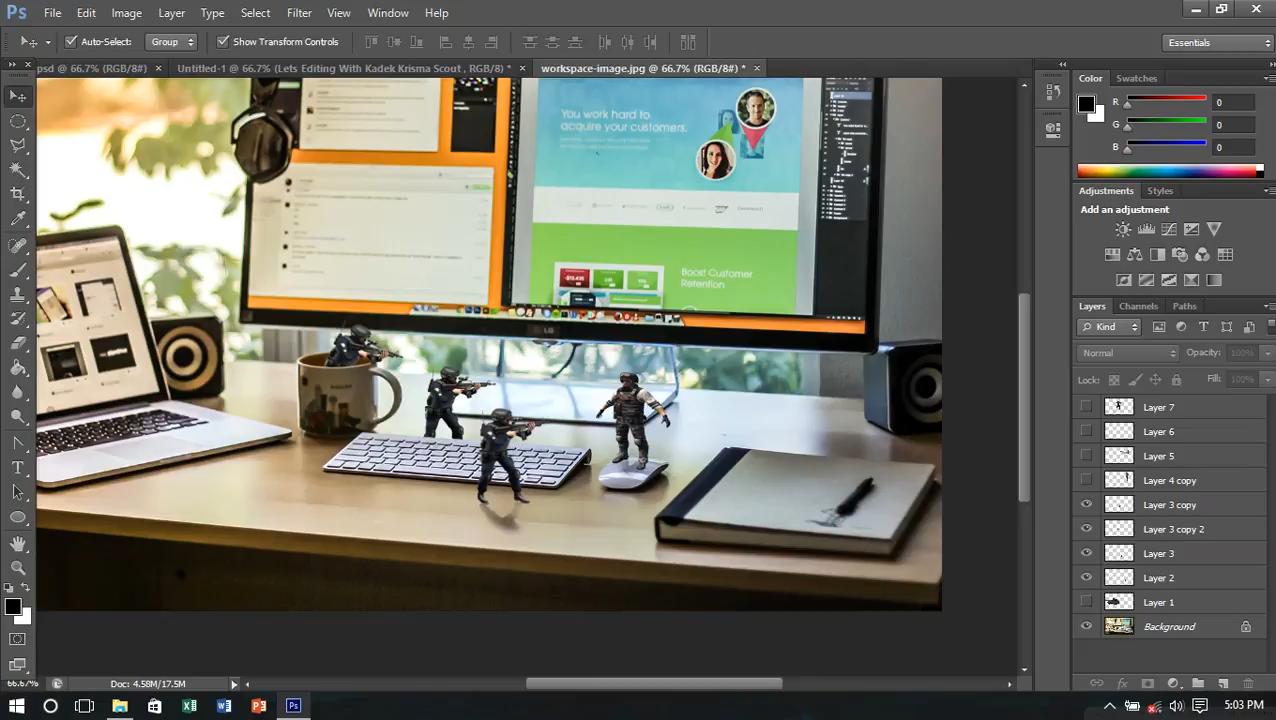 Ps File Edit Image Layer Type Select Filter View Window Help
Auto-Select: Group Show Transform Controls Essentials
psd @ 66.7% (RGB/8#) × Untitled-1 @ 66.7% (Lets Editing With Kadek Krisma Scout , RGB/8) * × workspace-image.jpg @ 66.7% (RGB/8#) * ×
Color Swatches
R 0
G 0
B 0
Adjustments Styles
Add an adjustment
Layers Channels Paths
Kind
Normal Opacity: 100%
Lock: Fill: 100%
Layer 7
Layer 6
Layer 5
Layer 4 copy
Layer 3 copy
Layer 3 copy 2
Layer 3
Layer 2
Layer 1
Background
You work hard to
acquire your customers.
Boost Customer
Retention
LG
66.67% Doc: 4.58M/17.5M
5:03 PM